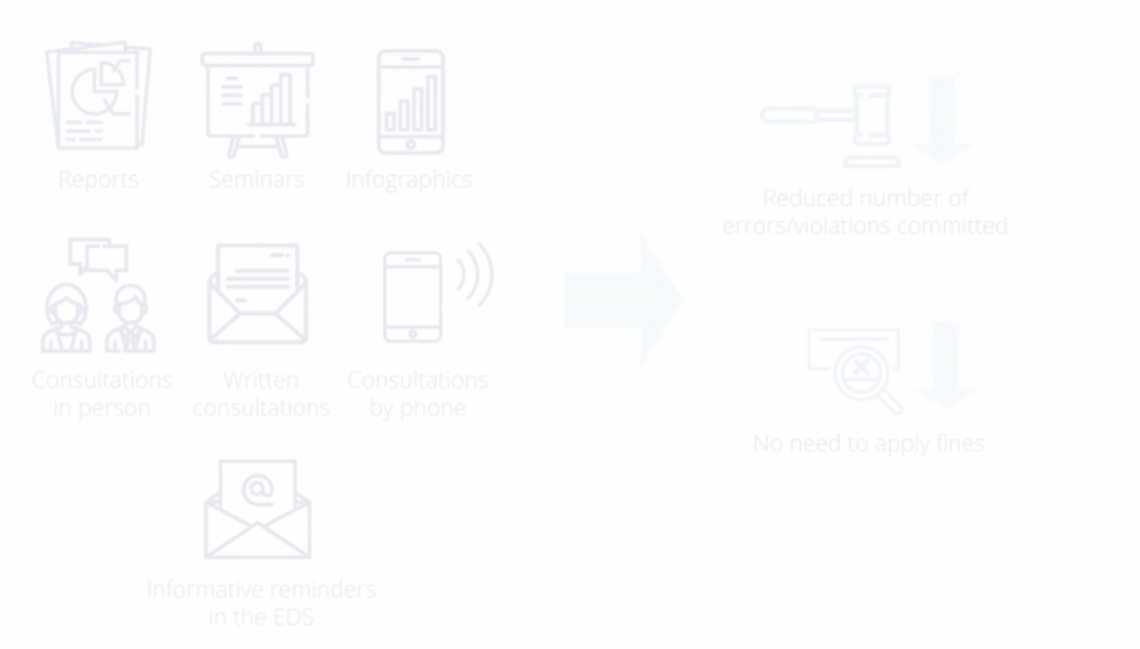 Reports
Seminars
Infographics
Consultations
in person
Written
consultations
Consultations
by phone
Informative reminders
in the EDS
Reduced number of
errors/violations committed
No need to apply fines